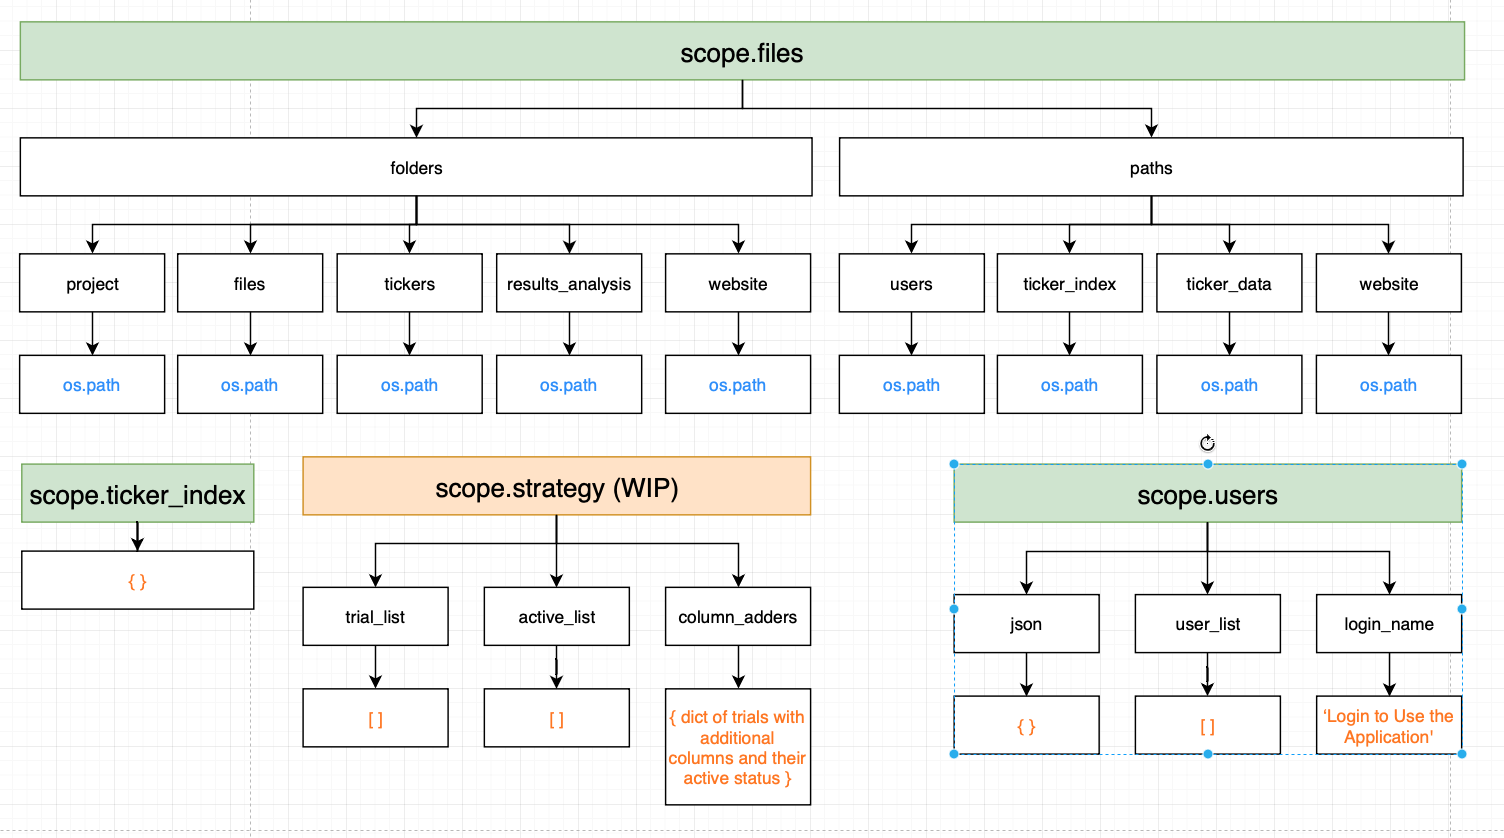 scope.files
folders
paths
project
files
tickers
results_analysis
website
users
ticker_index
ticker_data
website
os.path
os.path
os.path
os.path
os.path
os.path
os.path
os.path
os.path
scope.ticker_index
{ }
scope.strategy (WIP)
trial_list
active_list
column_adders
[ ]
[ ]
{ dict of trials with
additional
columns and their
active status }
scope.users
json
user_list
login_name
{ }
[ ]
'Login to Use the
Application'